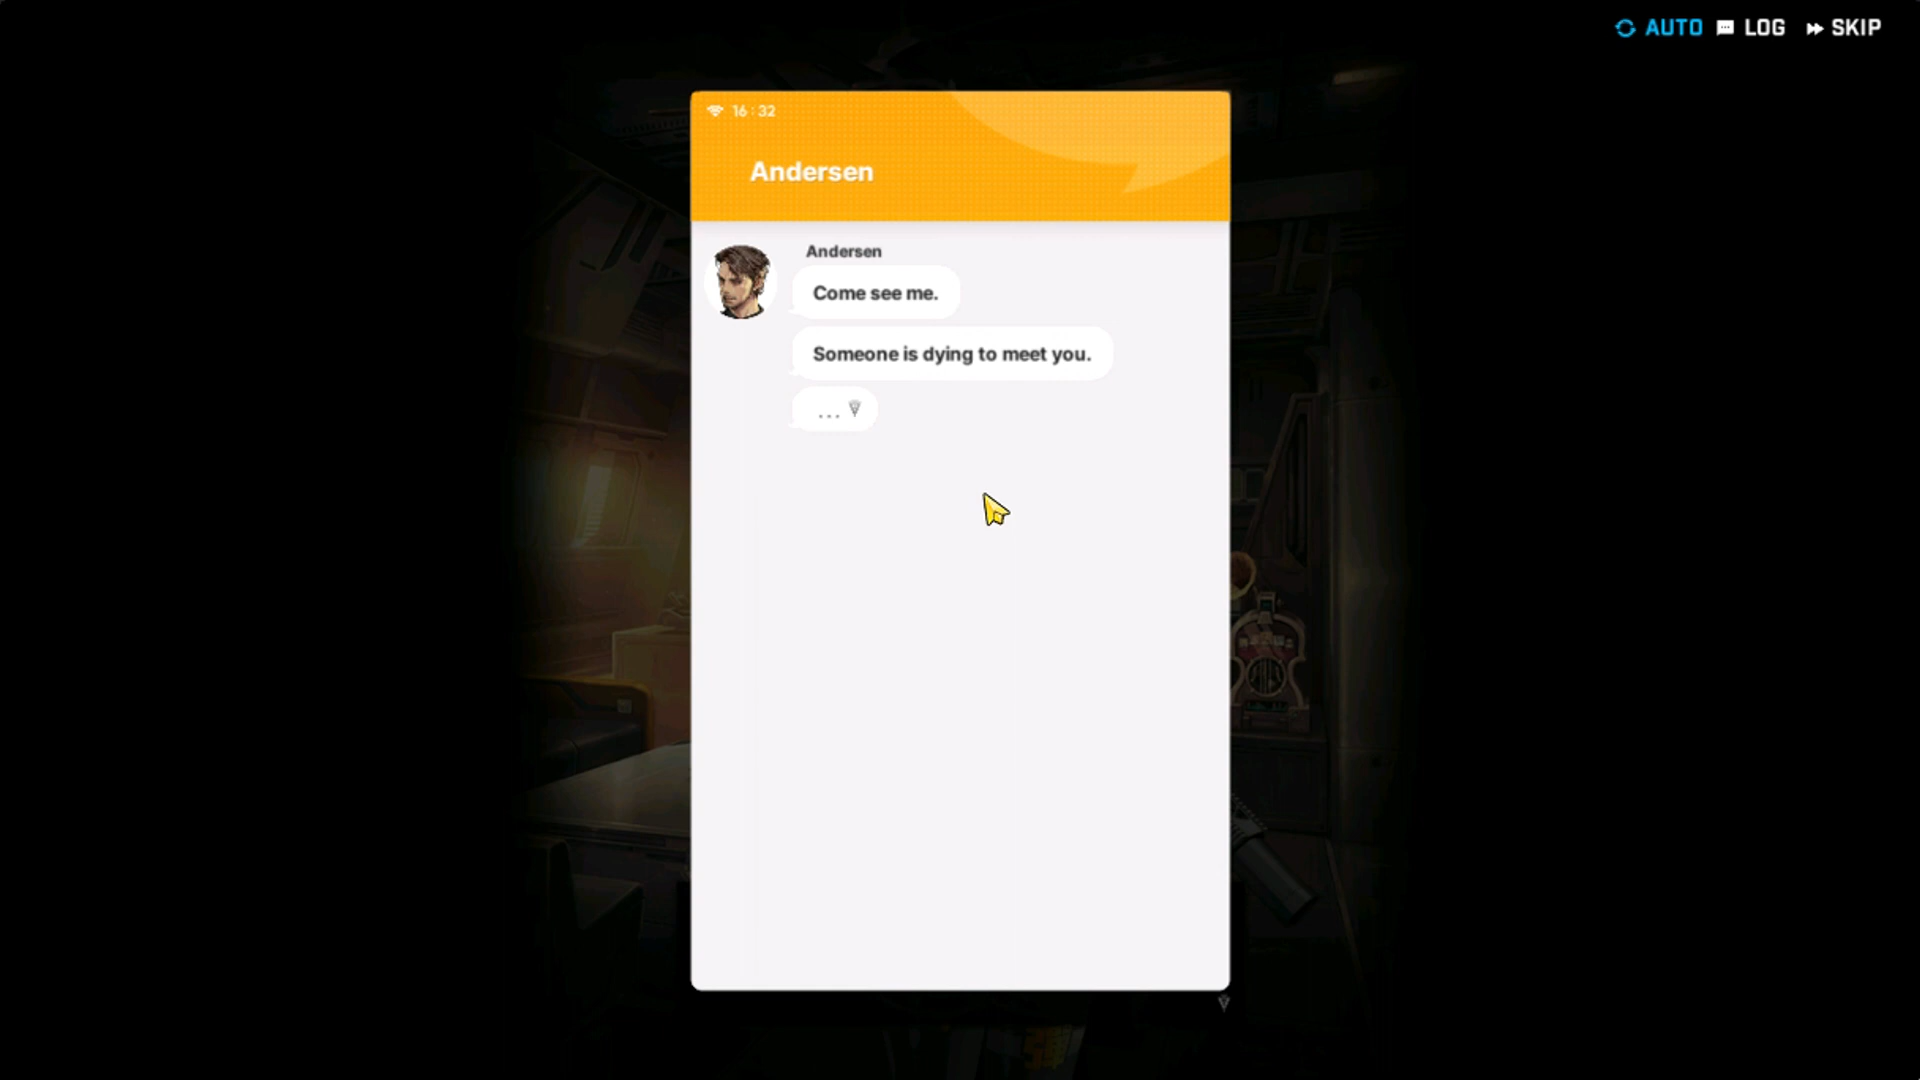 AUTO LOG SKIP
16:32
Andersen
Andersen
Come see me.
Someone is dying to meet you.
...